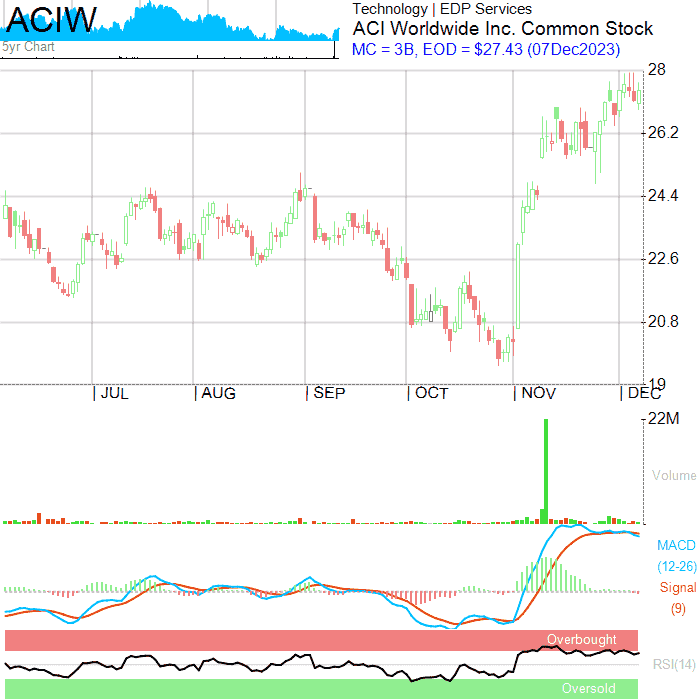 ACIW
5yr Chart
Technology | EDP Services
ACI Worldwide Inc. Common Stock
MC = 3B, EOD = $27.43 (07Dec2023)
28
26.2
24.4
22.6
20.8
19
| JUL | AUG | SEP | OCT | NOV | DEC
22M
Volume
MACD
(12-26)
Signal
(9)
Overbought
RSI(14)
Oversold